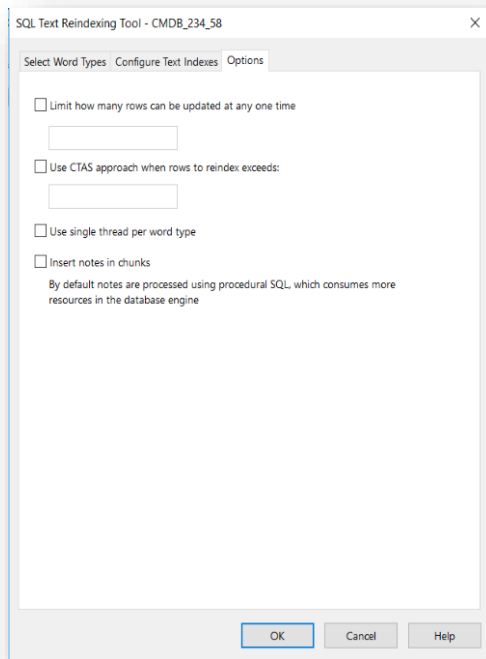 SQL Text Reindexing Tool - CMDB_234_58
Select Word Types Configure Text Indexes Options
Limit how many rows can be updated at any one time
Use CTAS approach when rows to reindex exceeds:
Use single thread per word type
Insert notes in chunks
By default notes are processed using procedural SQL, which consumes more
resources in the database engine
OK Cancel Help